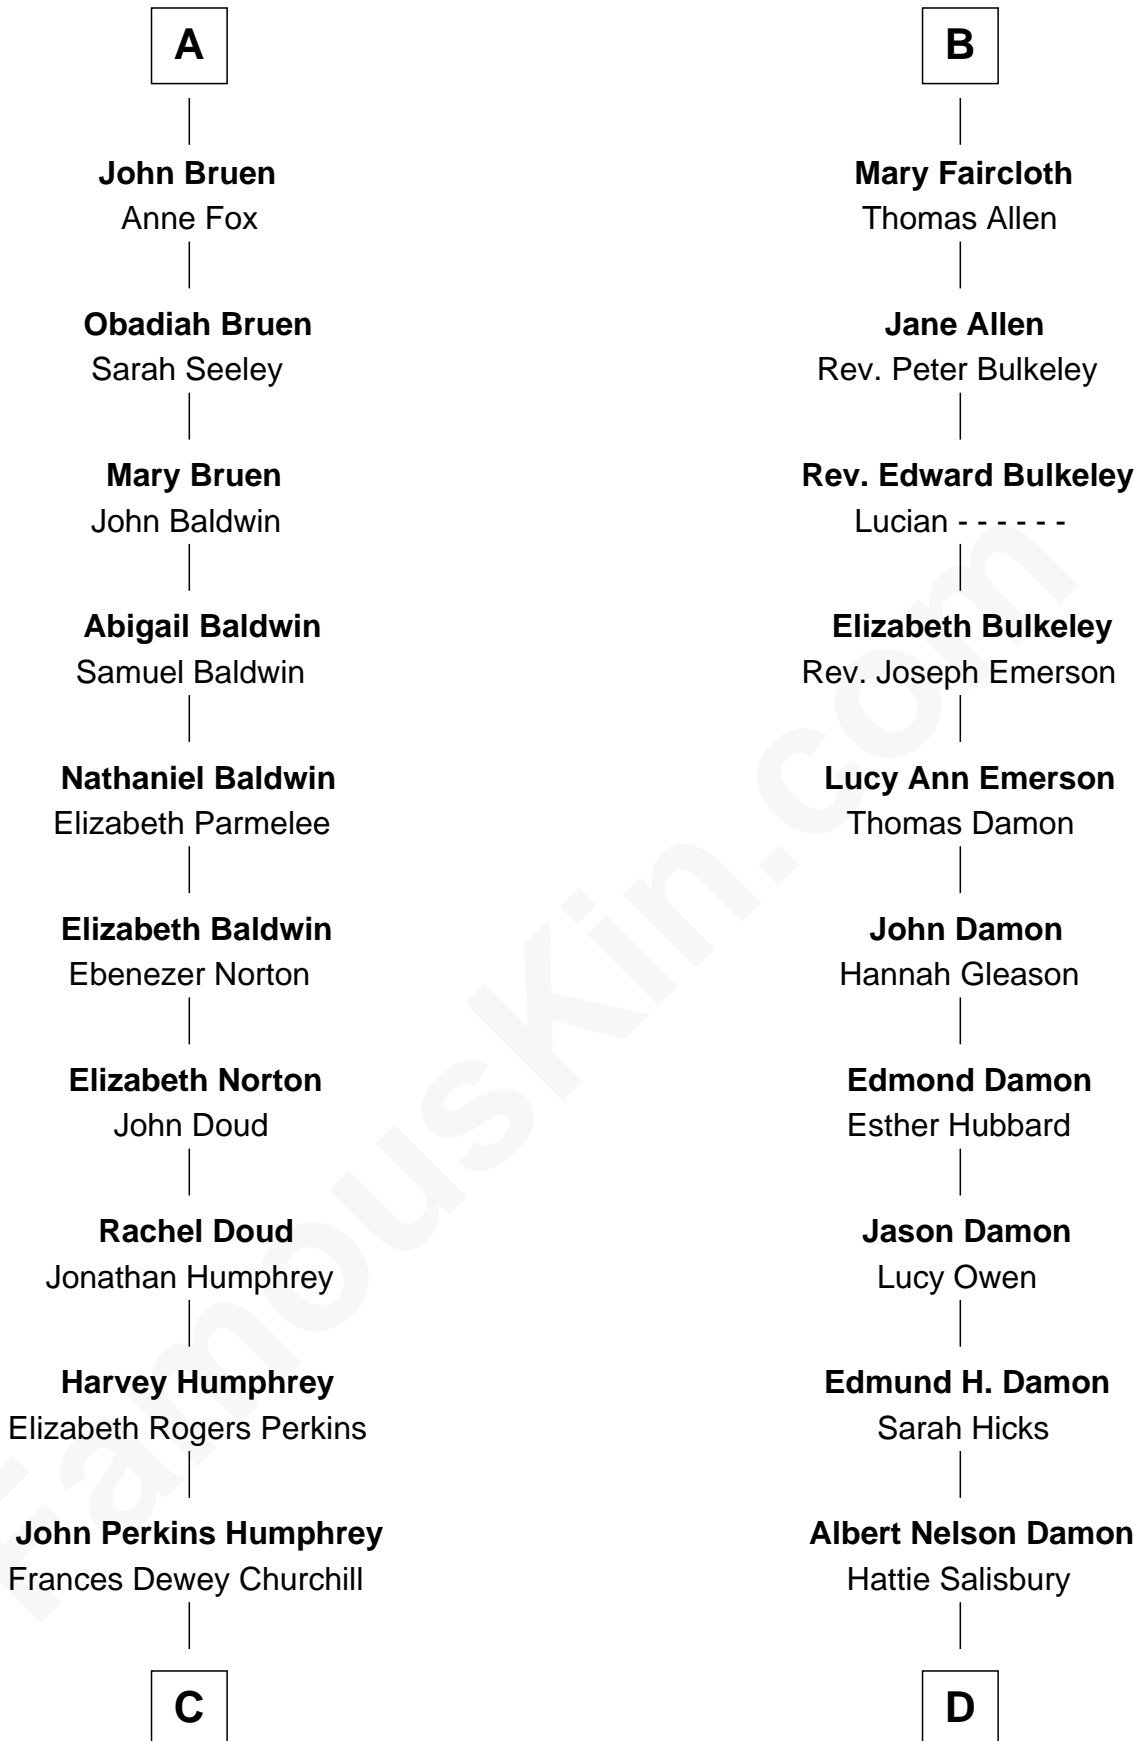 A
John Bruen
Anne Fox
Obadiah Bruen
Sarah Seeley
Mary Bruen
John Baldwin
Abigail Baldwin
Samuel Baldwin
Nathaniel Baldwin
Elizabeth Parmelee
Elizabeth Baldwin
Ebenezer Norton
Elizabeth Norton
John Doud
Rachel Doud
Jonathan Humphrey
Harvey Humphrey
Elizabeth Rogers Perkins
John Perkins Humphrey
Frances Dewey Churchill
C
B
Mary Faircloth
Thomas Allen
Jane Allen
Rev. Peter Bulkeley
Rev. Edward Bulkeley
Lucian - - - - - -
Elizabeth Bulkeley
Rev. Joseph Emerson
Lucy Ann Emerson
Thomas Damon
John Damon
Hannah Gleason
Edmond Damon
Esther Hubbard
Jason Damon
Lucy Owen
Edmund H. Damon
Sarah Hicks
Albert Nelson Damon
Hattie Salisbury
D
FamousKin.com